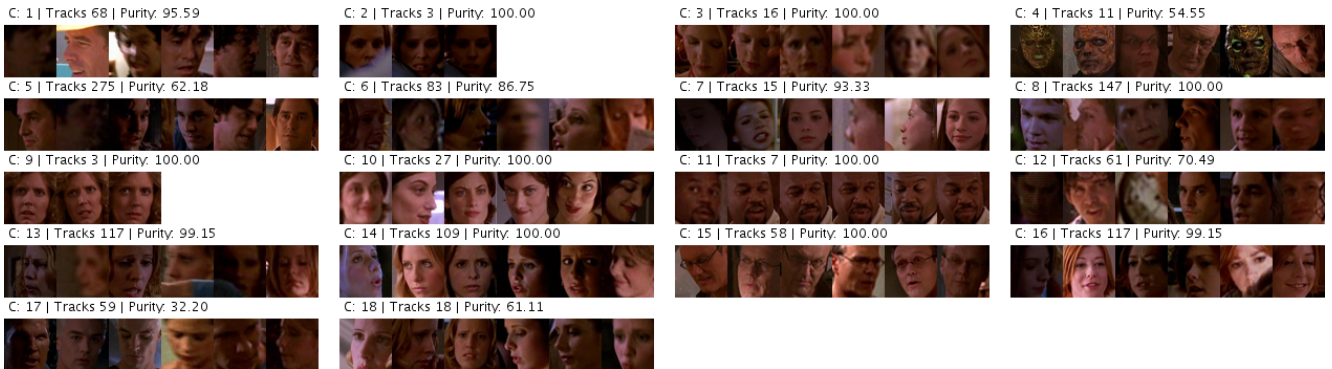 C: 1 | Tracks 68 | Purity: 95.59
C: 2 | Tracks 3 | Purity: 100.00
C: 3 | Tracks 16 | Purity: 100.00
C: 4 | Tracks 11 | Purity: 54.55
C: 5 | Tracks 275 | Purity: 62.18
C: 6 | Tracks 83 | Purity: 86.75
C: 7 | Tracks 15 | Purity: 93.33
C: 8 | Tracks 147 | Purity: 100.00
C: 9 | Tracks 3 | Purity: 100.00
C: 10 | Tracks 27 | Purity: 100.00
C: 11 | Tracks 7 | Purity: 100.00
C: 12 | Tracks 61 | Purity: 70.49
C: 13 | Tracks 117 | Purity: 99.15
C: 14 | Tracks 109 | Purity: 100.00
C: 15 | Tracks 58 | Purity: 100.00
C: 16 | Tracks 117 | Purity: 99.15
C: 17 | Tracks 59 | Purity: 32.20
C: 18 | Tracks 18 | Purity: 61.11